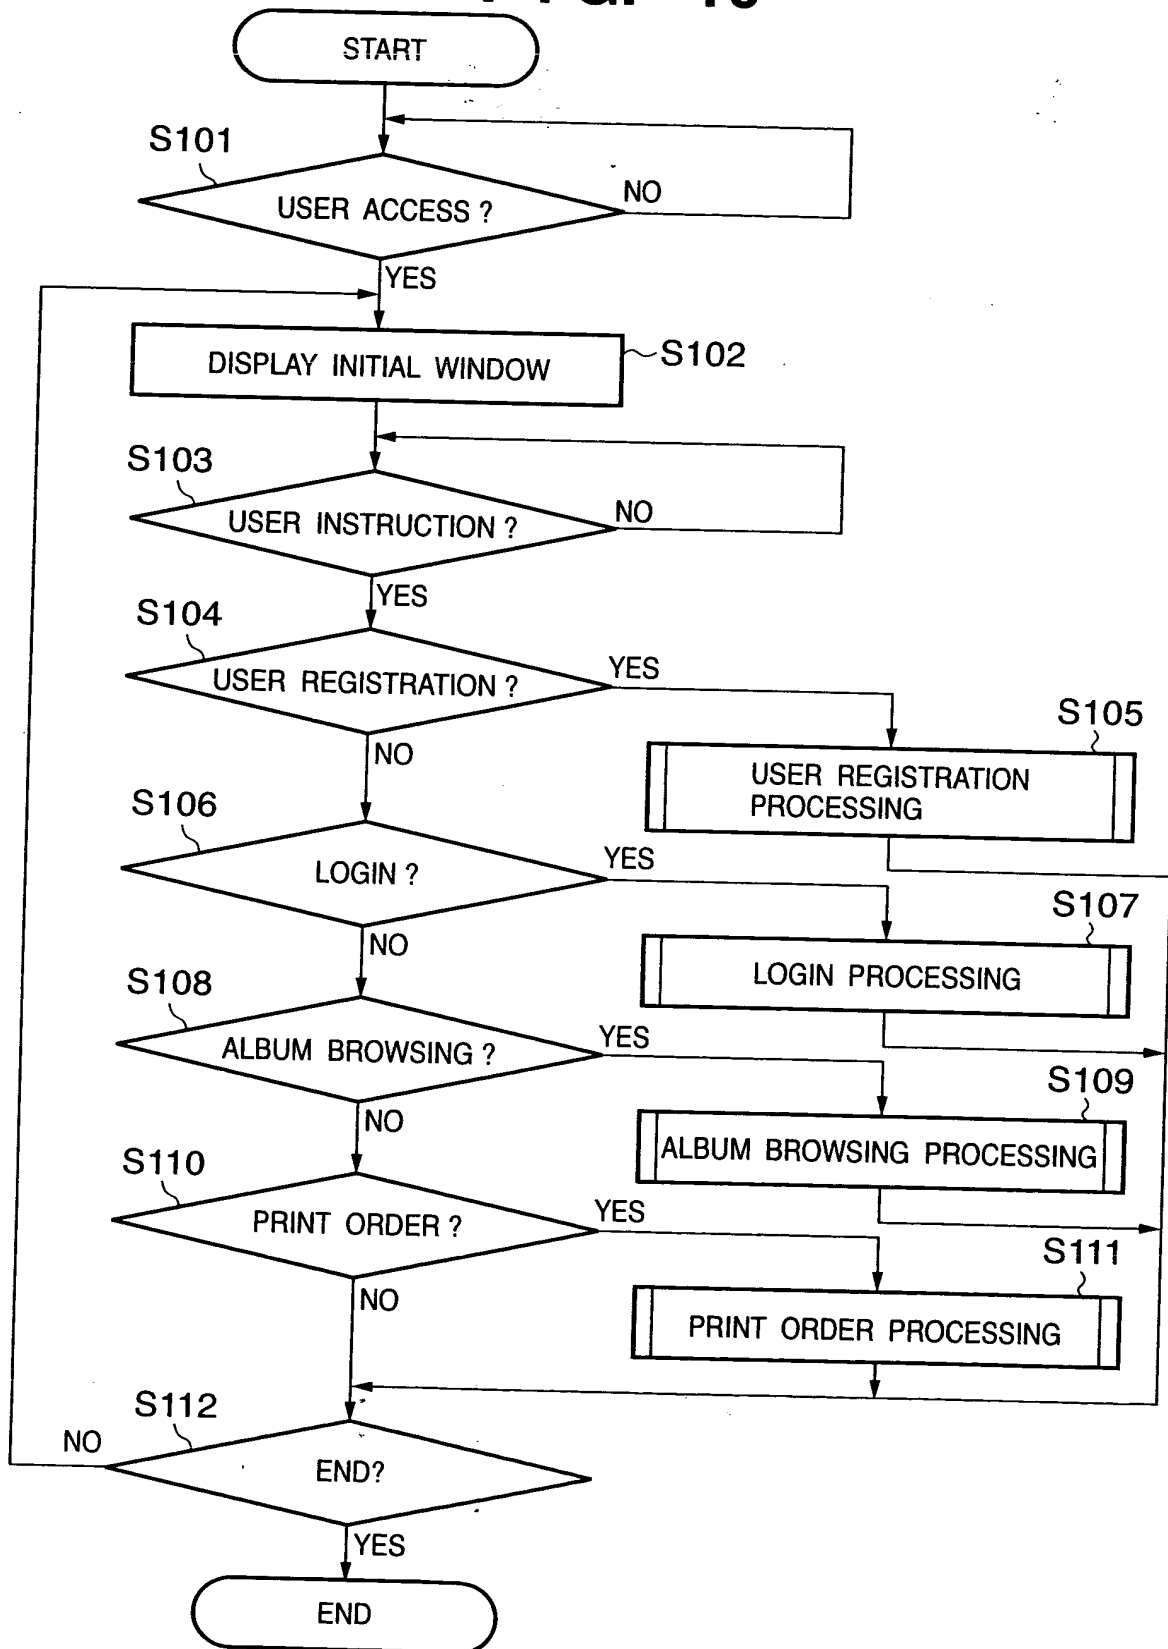 START
S101
USER ACCESS ?
NO
YES
DISPLAY INITIAL WINDOW
S102
S103
USER INSTRUCTION ?
NO
YES
S104
USER REGISTRATION ?
YES
NO
S105
USER REGISTRATION
PROCESSING
S106
LOGIN ?
YES
NO
S107
LOGIN PROCESSING
S108
ALBUM BROWSING ?
YES
NO
S109
ALBUM BROWSING PROCESSING
S110
PRINT ORDER ?
YES
NO
S111
PRINT ORDER PROCESSING
S112
NO
END?
YES
END